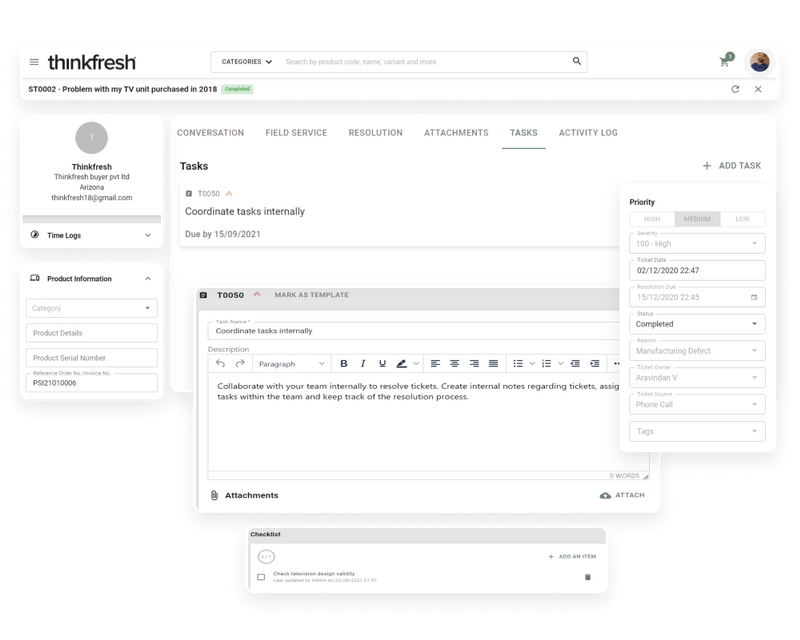 thinkfresh
CATEGORIES
Search by product code, name, variant and more
1
ST0002 - Problem with my TV unit purchased in 2018
Completed
T
Thinkfresh
Thinkfresh buyer pvt ltd
Arizona
thinkfresh18@gmail.com
Time Logs
Product Information
Category
Product Details
Product Serial Number
Reference Order No./Invoice No.
PSI21010006
CONVERSATION FIELD SERVICE RESOLUTION ATTACHMENTS TASKS ACTIVITY LOG
Tasks
+ ADD TASK
T0050
Coordinate tasks internally
Due by 15/09/2021
T0050 MARK AS TEMPLATE
Task Name *
Coordinate tasks internally
Description
Paragraph B I U
Collaborate with your team internally to resolve tickets. Create internal notes regarding tickets, assig
tasks within the team and keep track of the resolution process.
0 WORDS
Attachments
ATTACH
Priority
HIGH MEDIUM LOW
Severity
100 - High
Ticket Date
02/12/2020 22:47
Resolution Due
15/12/2020 22:45
Status
Completed
Reason
Manufacturing Defect
Ticket Owner
Aravindan V
Ticket Source
Phone Call
Tags
Checklist
0 / 1
+ ADD AN ITEM
Check television design validity
Last updated by Admin on 22/09/2021 21:57